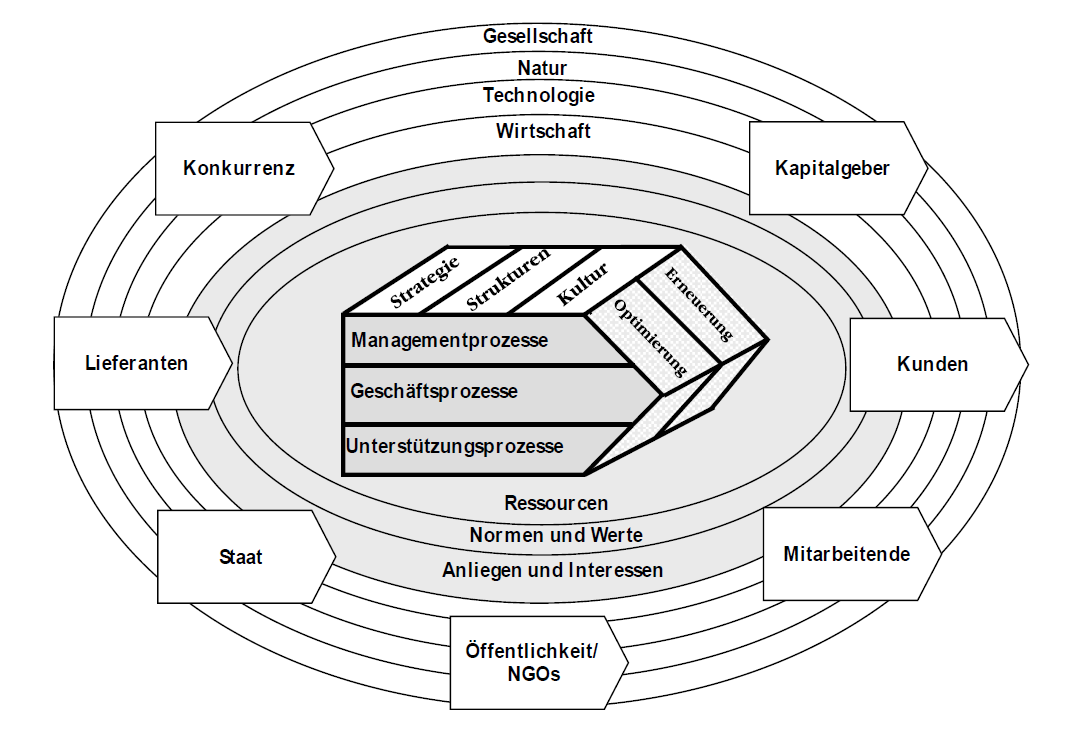 Gesellschaft
Natur
Technologie
Wirtschaft
Konkurrenz
Kapitalgeber
Strategie
Strukturen
Kultur
Erneuerung
Optimierung
Managementprozesse
Geschäftsprozesse
Unterstützungsprozesse
Lieferanten
Kunden
Ressourcen
Normen und Werte
Anliegen und Interessen
Staat
Mitarbeitende
Öffentlichkeit/
NGOs